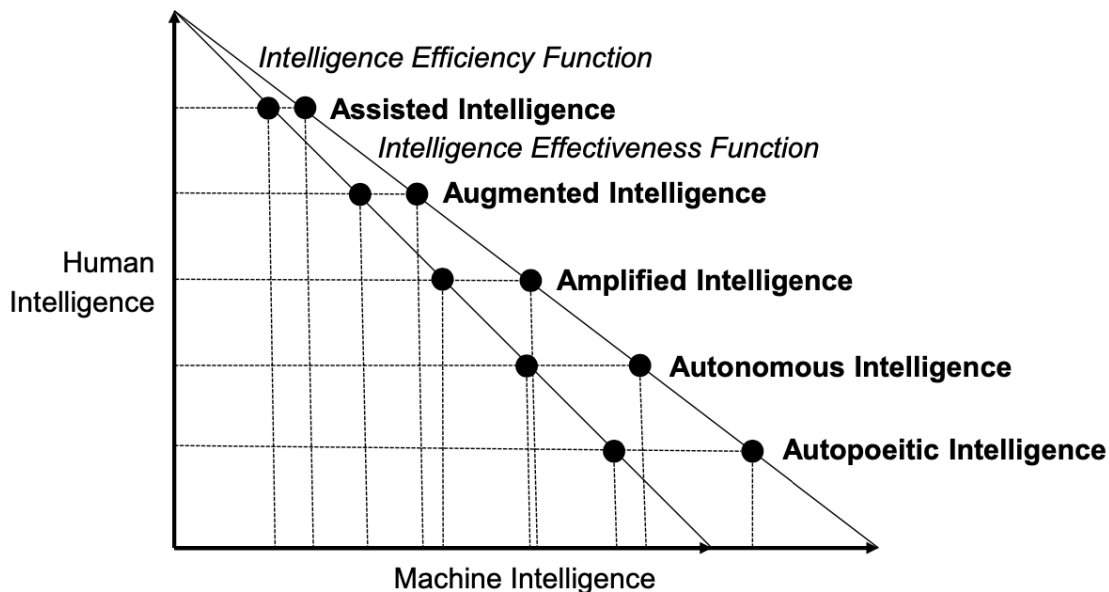 Intelligence Efficiency Function
Assisted Intelligence
Intelligence Effectiveness Function
Augmented Intelligence
Human
Intelligence
Amplified Intelligence
Autonomous Intelligence
Autopoeitic Intelligence
Machine Intelligence